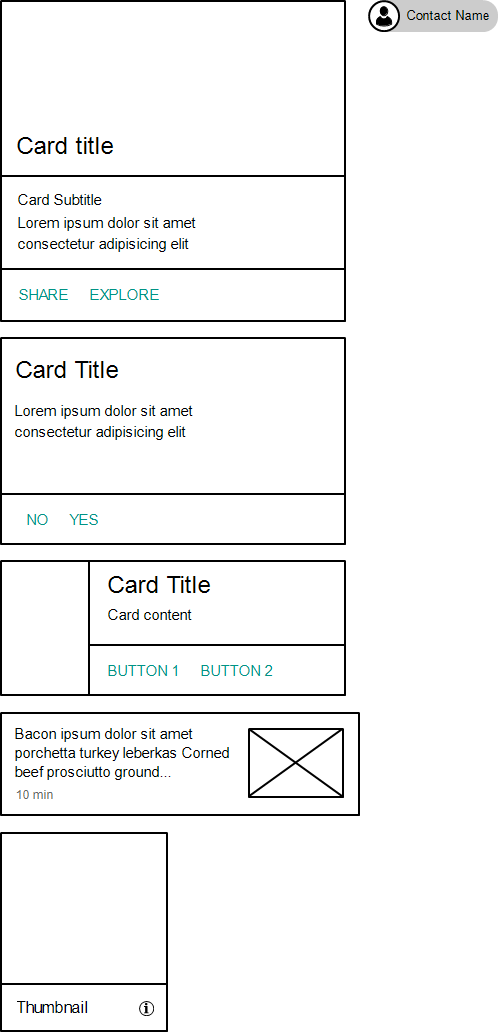 Contact Name
Card title
Card Subtitle
Lorem ipsum dolor sit amet
consectetur adipisicing elit
SHARE EXPLORE
Card Title
Lorem ipsum dolor sit amet
consectetur adipisicing elit
NO YES
Card Title
Card content
BUTTON 1 BUTTON 2
Bacon ipsum dolor sit amet
porchetta turkey leberkas Corned
beef prosciutto ground...
10 min
Thumbnail